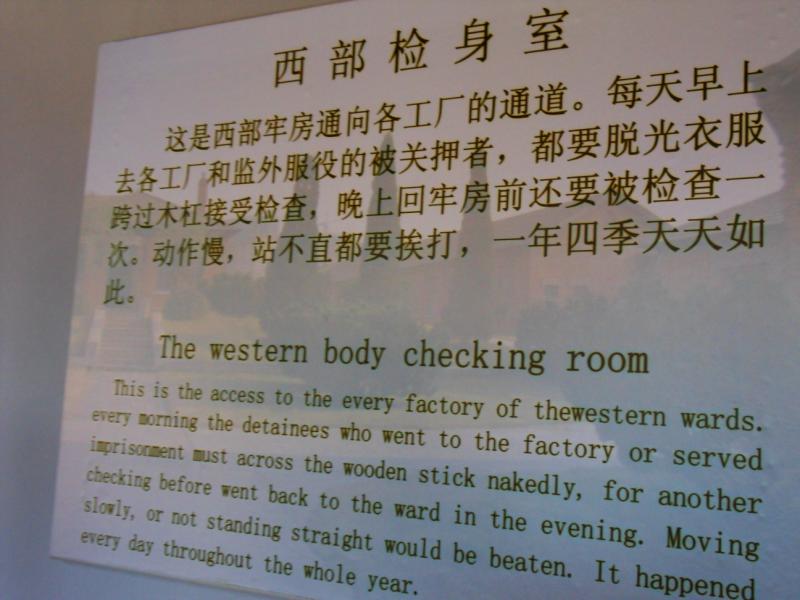 西部检身室
这是西部牢房通向各工厂的通道。每天早上
去各工厂和监外服役的被关押者，都要脱光衣服
跨过木杠接受检查，晚上回牢房前还要被检查一
次。动作慢，站不直都要挨打，一年四季天天如
此。
The western body checking room
This is the access to the every factory of thewestern wards.
every morning the detainees who went to the factory or served
imprisonment must across the wooden stick nakedly, for another
checking before went back to the ward in the evening. Moving
slowly, or not standing straight would be beaten. It happened
every day throughout the whole year.